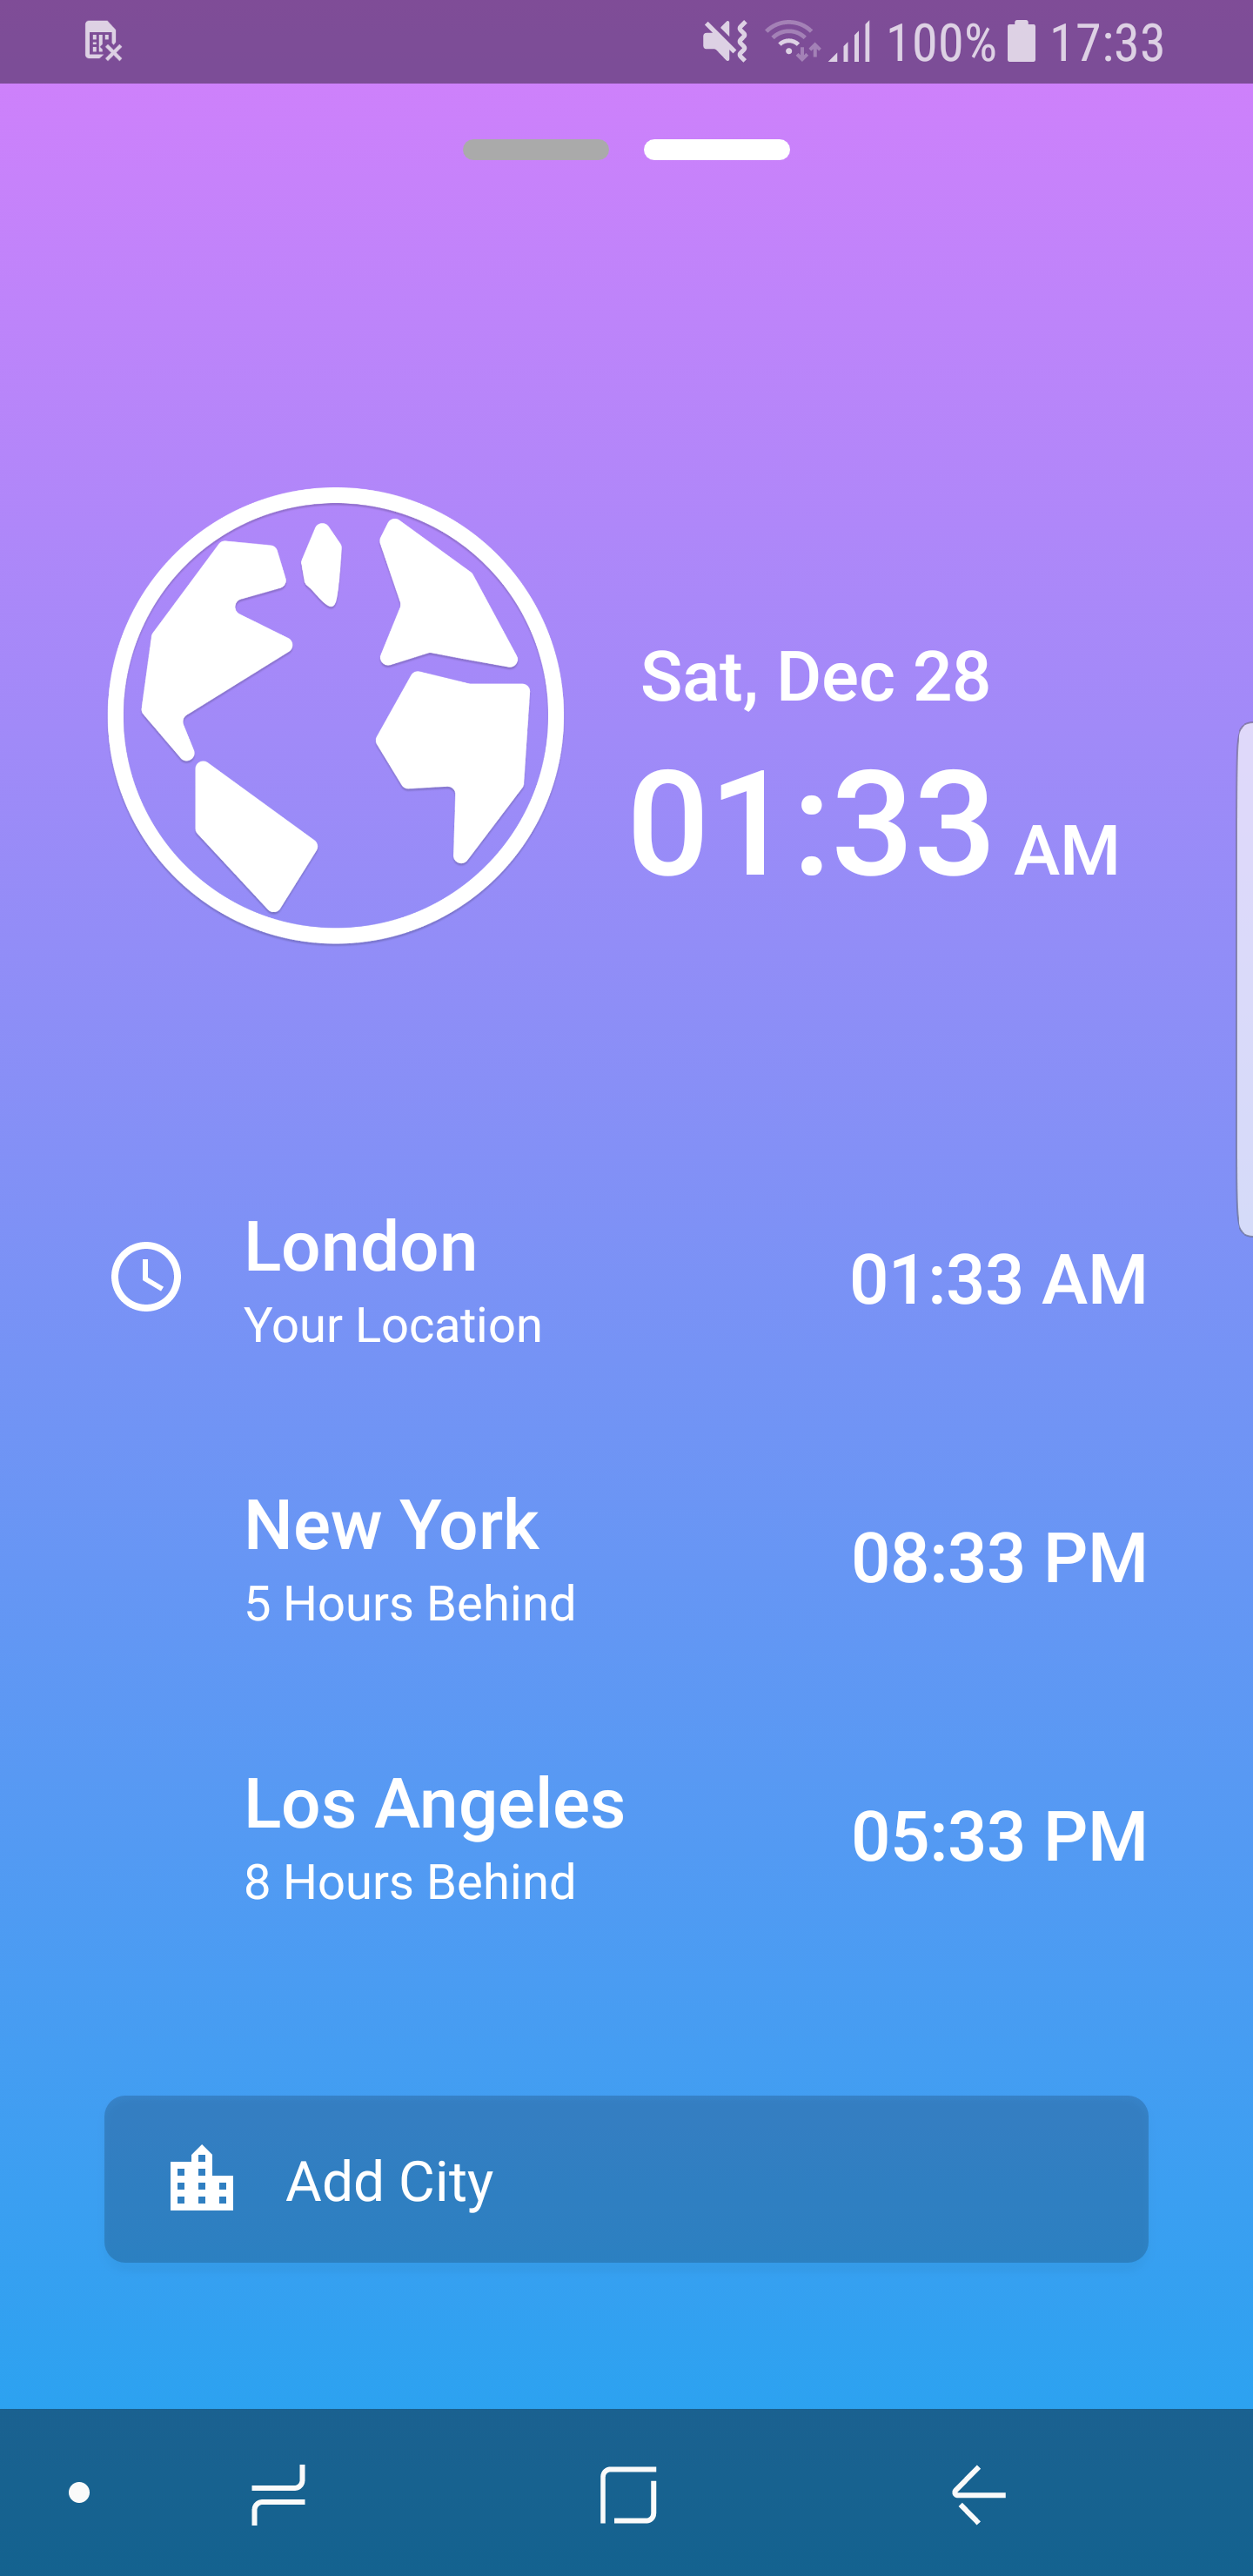 100% 17:33
Sat, Dec 28
01:33 AM
London
Your Location
01:33 AM
New York
5 Hours Behind
08:33 PM
Los Angeles
8 Hours Behind
05:33 PM
Add City